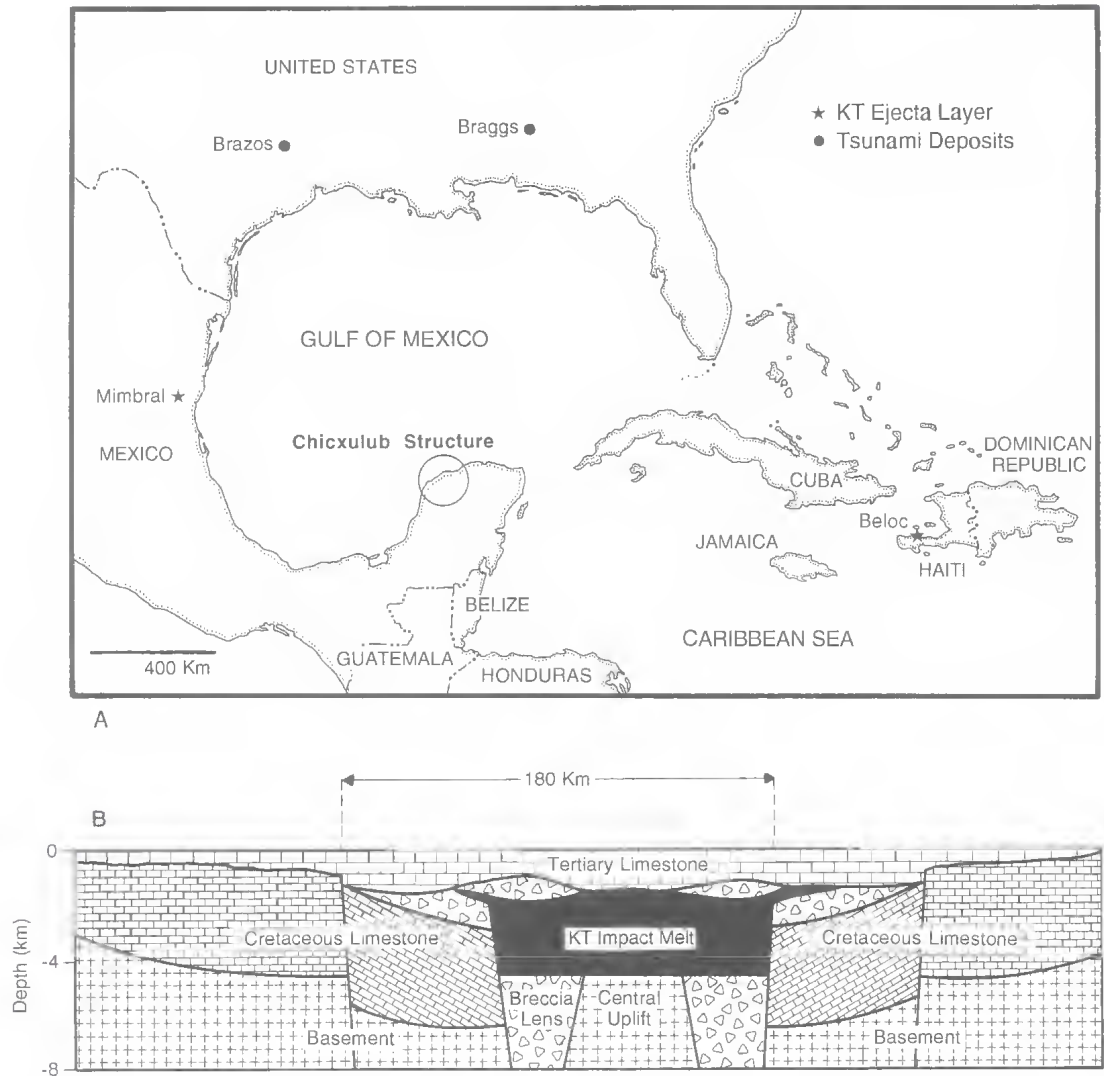 UNITED STATES
★ KT Ejecta Layer
● Tsunami Deposits
Braggs
Brazos
GULF OF MEXICO
Mimbral
MEXICO
Chicxulub Structure
DOMINICAN
REPUBLIC
CUBA
Beloc
JAMAICA
HAITI
BELIZE
CARIBBEAN SEA
400 Km
GUATEMALA
HONDURAS
A
180 Km
B
0
Tertiary Limestone
Cretaceous Limestone
KT Impact Melt
Cretaceous Limestone
Depth (km)
-4
Breccia
Lens
Central
Uplift
Basement
Basement
-8